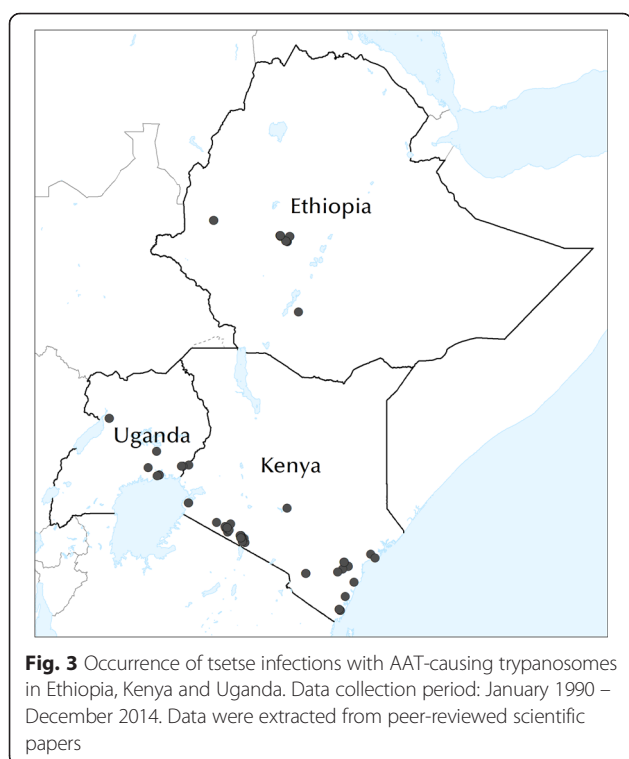 Ethiopia
Uganda
Kenya
Fig. 3 Occurrence of tsetse infections with AAT-causing trypanosomes
in Ethiopia, Kenya and Uganda. Data collection period: January 1990 –
December 2014. Data were extracted from peer-reviewed scientific
papers